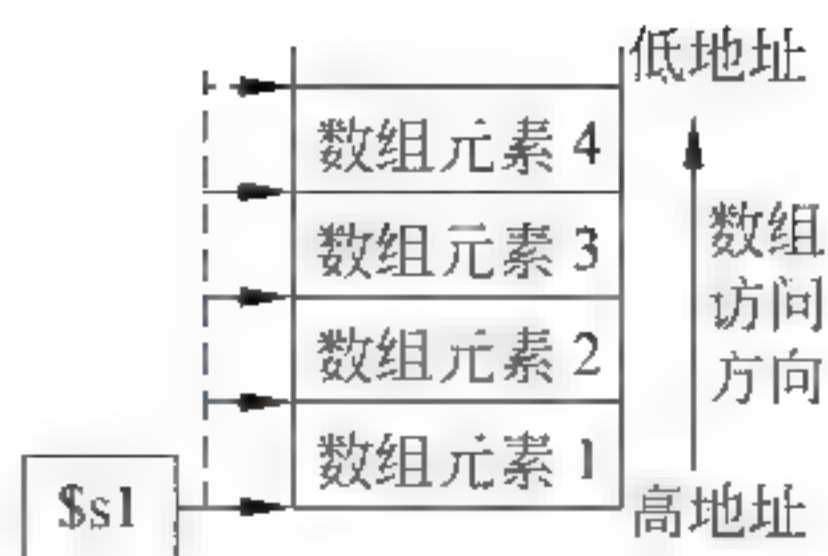 低地址
数组元素 4
数组元素 3
数组元素 2
数组元素 1
数组
访问
方向
$s1
高地址